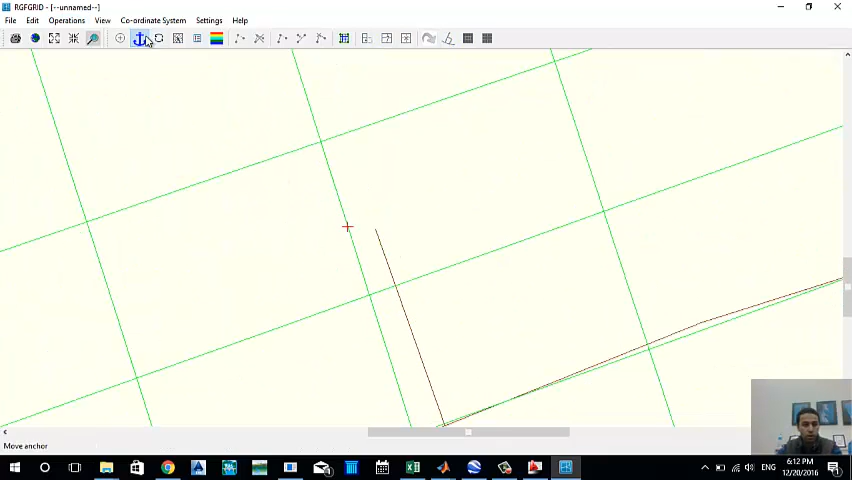 RGFGRID - [--unnamed--]
File Edit Operations View Co-ordinate System Settings Help
Move anchor
ENG
6:12 PM
12/20/2016